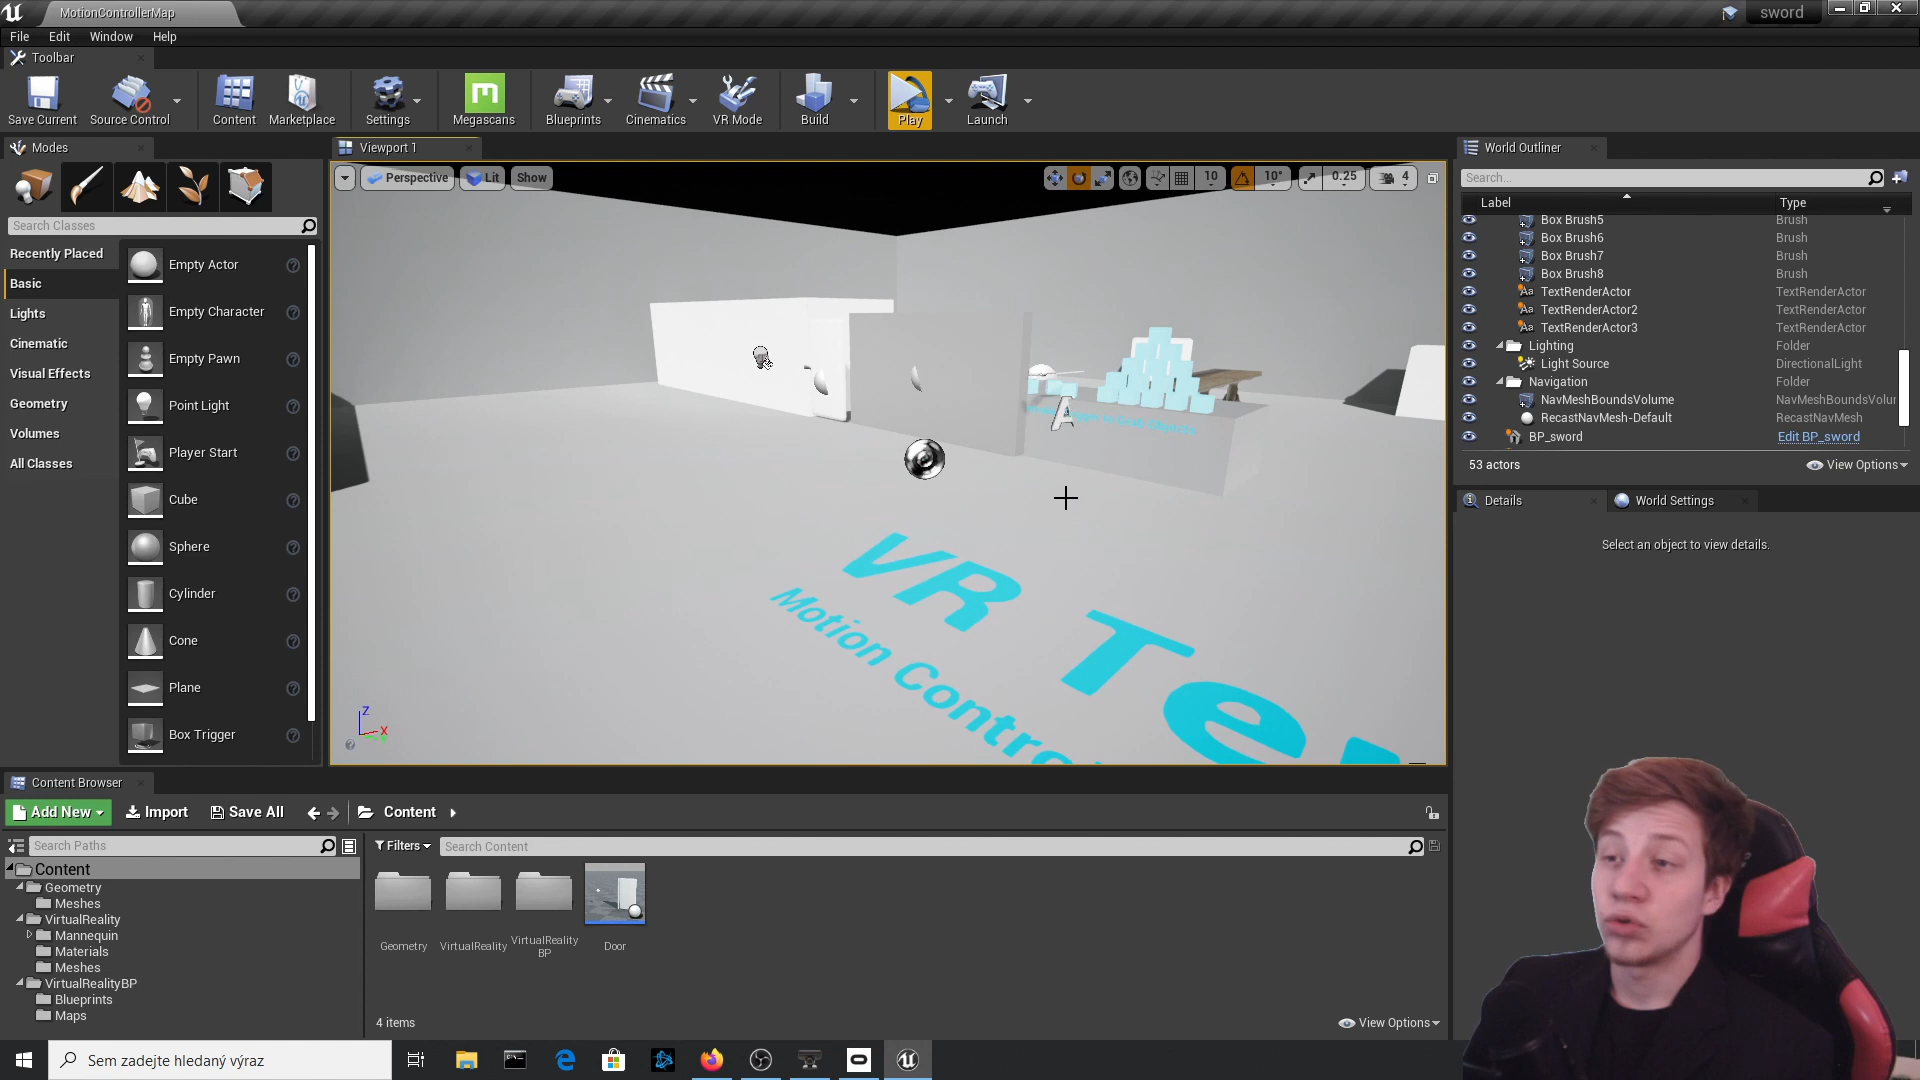 MotionControllerMap
sword
File Edit Window Help
Toolbar
Save Current
Source Control
Content
Marketplace
Settings
Megascans
Blueprints
Cinematics
VR Mode
Build
Play
Launch
Modes
Viewport 1
World Outliner
Perspective
Lit
Show
10
10°
0.25
4
Search...
Label
Type
Search Classes
Recently Placed
Basic
Lights
Cinematic
Visual Effects
Geometry
Volumes
All Classes
Empty Actor
Empty Character
Empty Pawn
Point Light
Player Start
Cube
Sphere
Cylinder
Cone
Plane
Box Trigger
Box Brush5 Brush
Box Brush6 Brush
Box Brush7 Brush
Box Brush8 Brush
TextRenderActor TextRenderActor
TextRenderActor2 TextRenderActor
TextRenderActor3 TextRenderActor
Lighting Folder
Light Source DirectionalLight
Navigation Folder
NavMeshBoundsVolume NavMeshBoundsVolur
RecastNavMesh-Default RecastNavMesh
BP_sword Edit BP_sword
53 actors
View Options
Details
World Settings
Select an object to view details.
to Grab Objects
A
VR Te
Motion Contro
Z
X
Content Browser
Add New
Import
Save All
Content
Search Paths
Filters
Search Content
Content
Geometry
Meshes
VirtualReality
Mannequin
Materials
Meshes
VirtualRealityBP
Blueprints
Maps
Geometry
VirtualReality
VirtualReality
BP
Door
4 items
View Options
Sem zadejte hledaný výraz